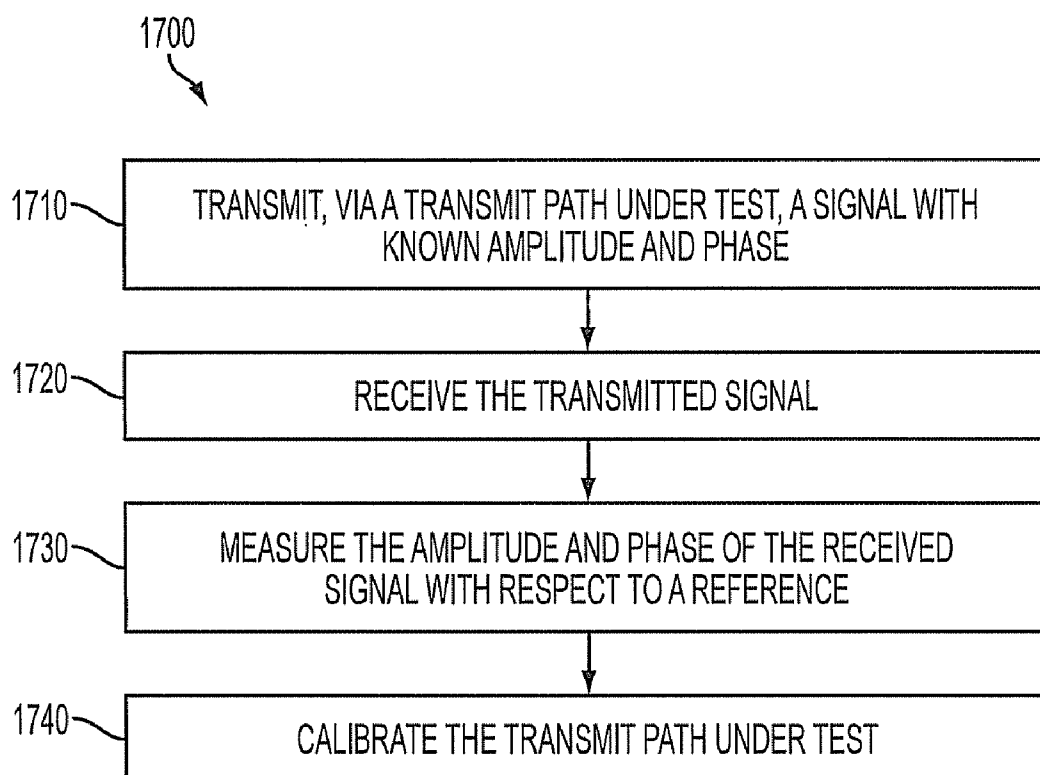 1700
1710
TRANSMIT, VIA A TRANSMIT PATH UNDER TEST, A SIGNAL WITH
KNOWN AMPLITUDE AND PHASE
1720
RECEIVE THE TRANSMITTED SIGNAL
1730
MEASURE THE AMPLITUDE AND PHASE OF THE RECEIVED
SIGNAL WITH RESPECT TO A REFERENCE
1740
CALIBRATE THE TRANSMIT PATH UNDER TEST